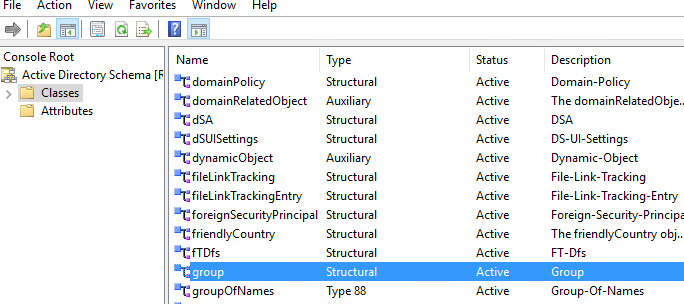 File Action View Favorites Window Help
Console Root
Active Directory Schema [R
Classes
Attributes
Name Type Status Description
domainPolicy Structural Active Domain-Policy
domainRelatedObject Auxiliary Active The domainRelatedObje...
dSA Structural Active DSA
dSUISettings Structural Active DS-UI-Settings
dynamicObject Auxiliary Active Dynamic-Object
fileLinkTracking Structural Active File-Link-Tracking
fileLinkTrackingEntry Structural Active File-Link-Tracking-Entry
foreignSecurityPrincipal Structural Active Foreign-Security-Principa
friendlyCountry Structural Active The friendlyCountry obj...
fTDfs Structural Active FT-Dfs
group Structural Active Group
groupOfNames Type 88 Active Group-Of-Names